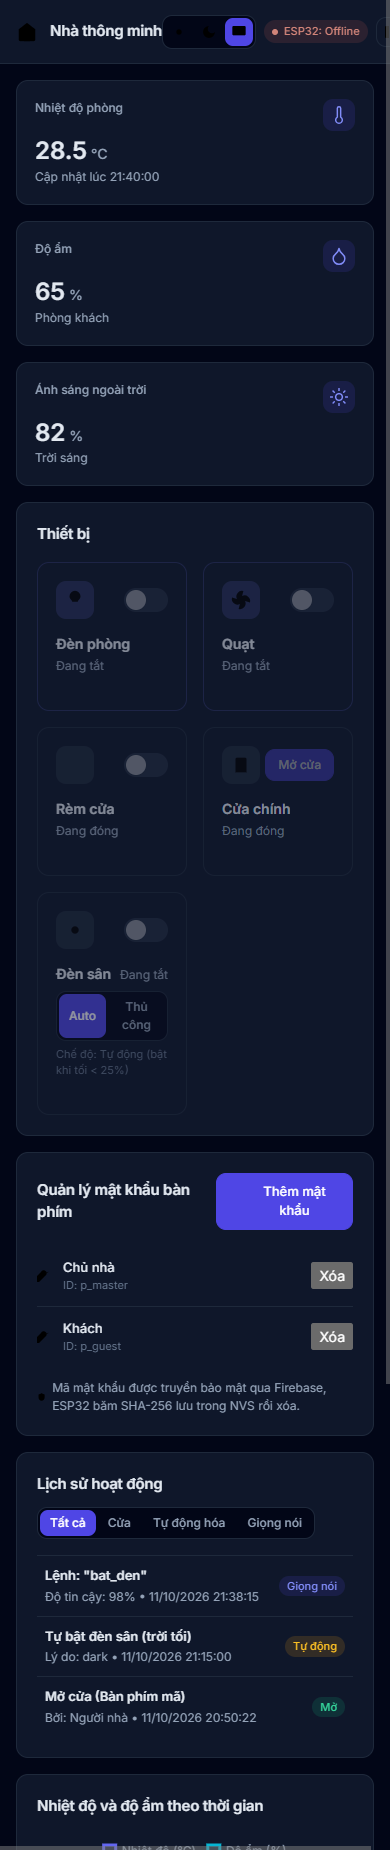 Nhà thông minh
ESP32: Offline
Nhiệt độ phòng
28.5 °C
Cập nhật lúc 21:40:00
Độ ẩm
65 %
Phòng khách
Ánh sáng ngoài trời
82 %
Trời sáng
Thiết bị
Đèn phòng
Đang tắt
Quạt
Đang tắt
Rèm cửa
Đang đóng
Mở cửa
Cửa chính
Đang đóng
Đèn sân Đang tắt
Auto
Thủ
công
Chế độ: Tự động (bật
khi tối < 25%)
Quản lý mật khẩu bàn
phím
Thêm mật
khẩu
Chủ nhà
ID: p_master
Xóa
Khách
ID: p_guest
Xóa
Mã mật khẩu được truyền bảo mật qua Firebase,
ESP32 băm SHA-256 lưu trong NVS rồi xóa.
Lịch sử hoạt động
Tất cả Cửa Tự động hóa Giọng nói
Lệnh: "bat_den"
Độ tin cậy: 98% • 11/10/2026 21:38:15
Giọng nói
Tự bật đèn sân (trời tối)
Lý do: dark • 11/10/2026 21:15:00
Tự động
Mở cửa (Bàn phím mã)
Bởi: Người nhà • 11/10/2026 20:50:22
Mở
Nhiệt độ và độ ẩm theo thời gian
Nhiệt độ (°C) Độ ẩm (%)